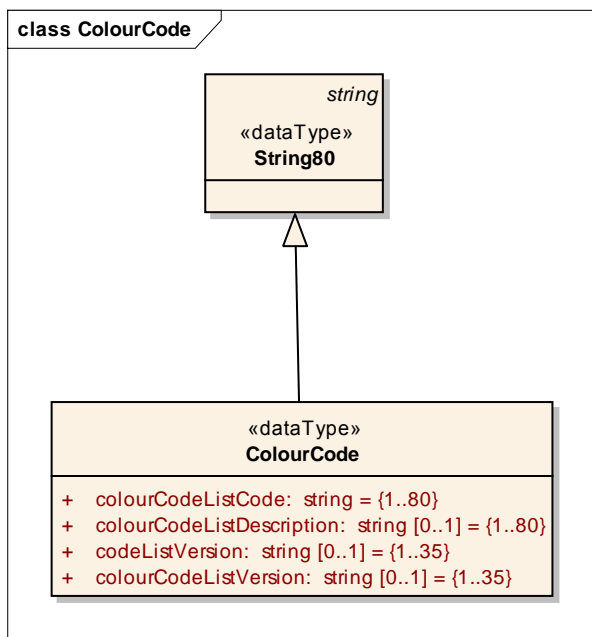 class ColourCode
string
«dataType»
String80
«dataType»
ColourCode
+ colourCodeListCode: string = {1..80}
+ colourCodeListDescription: string [0..1] = {1..80}
+ codeListVersion: string [0..1] = {1..35}
+ colourCodeListVersion: string [0..1] = {1..35}